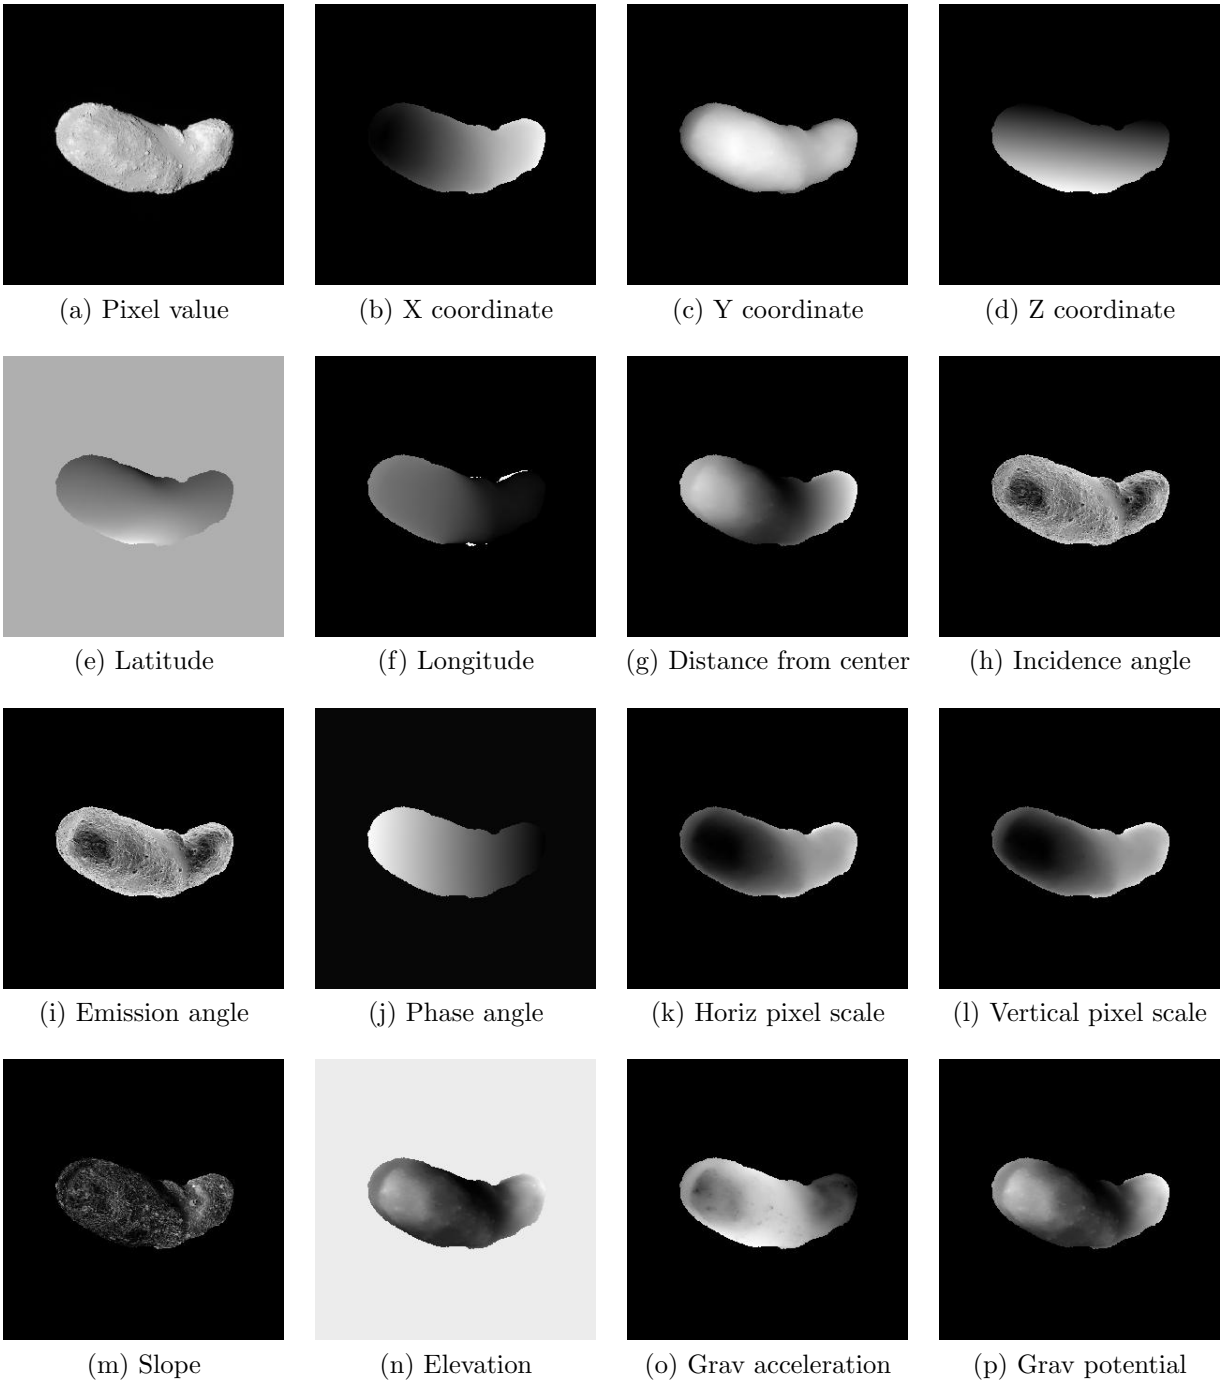 (a) Pixel value
(b) X coordinate
(c) Y coordinate
(d) Z coordinate
(e) Latitude
(f) Longitude
(g) Distance from center
(h) Incidence angle
(i) Emission angle
(j) Phase angle
(k) Horiz pixel scale
(l) Vertical pixel scale
(m) Slope
(n) Elevation
(o) Grav acceleration
(p) Grav potential